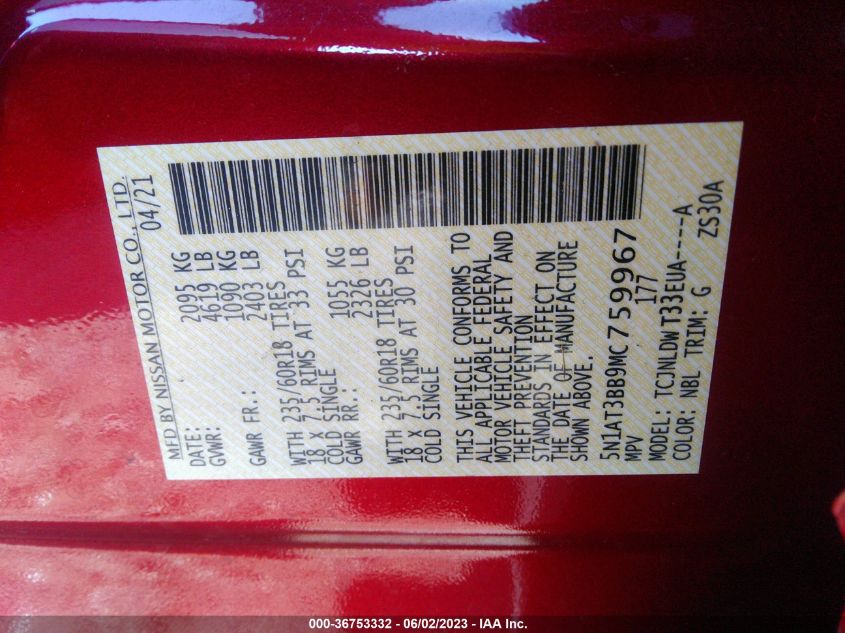 MFD BY NISSAN MOTOR CO., LTD.
DATE: 04/21
GVWR: 2095 KG
4619 LB
1090 KG
GAWR FR.: 2403 LB
WITH 235/60R18 TIRES
18 X 7.5 RIMS AT 33 PSI
COLD SINGLE
GAWR RR.: 1055 KG
2326 LB
WITH 235/60R18 TIRES
18 X 7.5 RIMS AT 30 PSI
COLD SINGLE
THIS VEHICLE CONFORMS TO
ALL APPLICABLE FEDERAL
MOTOR VEHICLE SAFETY AND
THEFT PREVENTION
STANDARDS IN EFFECT ON
THE DATE OF MANUFACTURE
SHOWN ABOVE.
5N1AT3BB9MC759967
MPV 177
MODEL: TCJNLDW T33EUA----A
COLOR: NBL TRIM: G ZS30A
000-36753332 - 06/02/2023 - IAA Inc.